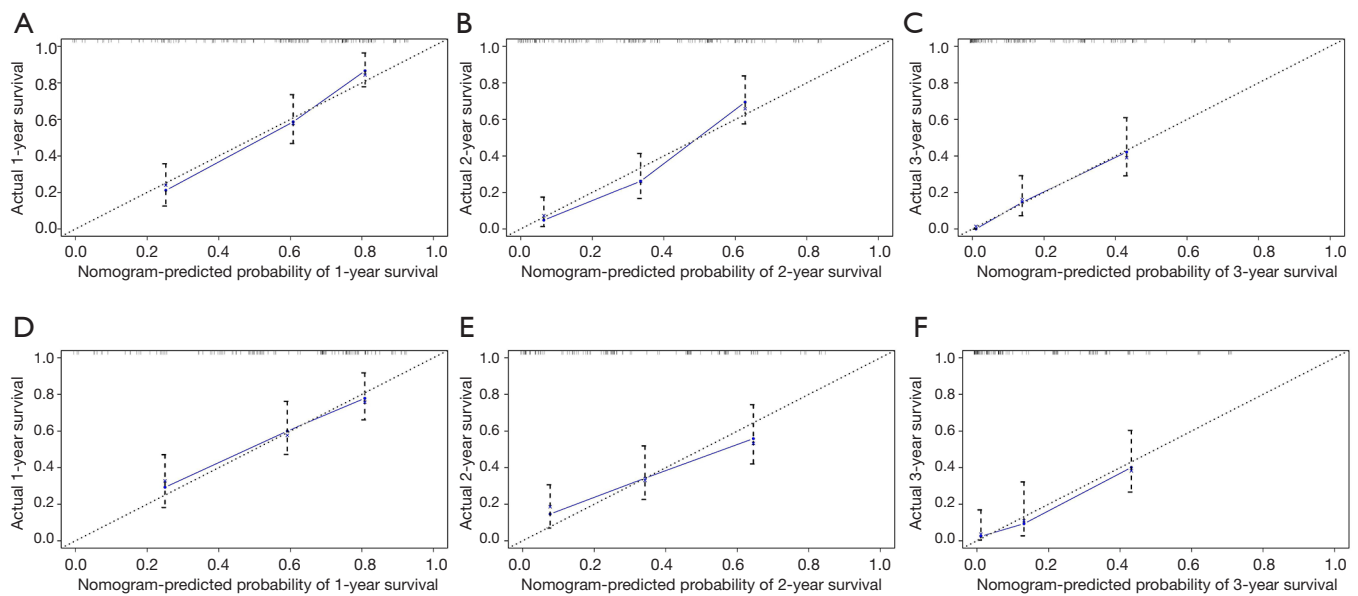 A
1.0
0.8
0.6
0.4
0.2
0.0
Actual 1-year survival
0.0 0.2 0.4 0.6 0.8 1.0
Nomogram-predicted probability of 1-year survival
B
1.0
0.8
0.6
0.4
0.2
0.0
Actual 2-year survival
0.0 0.2 0.4 0.6 0.8 1.0
Nomogram-predicted probability of 2-year survival
C
1.0
0.8
0.6
0.4
0.2
0.0
Actual 3-year survival
0.0 0.2 0.4 0.6 0.8 1.0
Nomogram-predicted probability of 3-year survival
D
1.0
0.8
0.6
0.4
0.2
0.0
Actual 1-year survival
0.0 0.2 0.4 0.6 0.8 1.0
Nomogram-predicted probability of 1-year survival
E
1.0
0.8
0.6
0.4
0.2
0.0
Actual 2-year survival
0.0 0.2 0.4 0.6 0.8 1.0
Nomogram-predicted probability of 2-year survival
F
1.0
0.8
0.6
0.4
0.2
0.0
Actual 3-year survival
0.0 0.2 0.4 0.6 0.8 1.0
Nomogram-predicted probability of 3-year survival